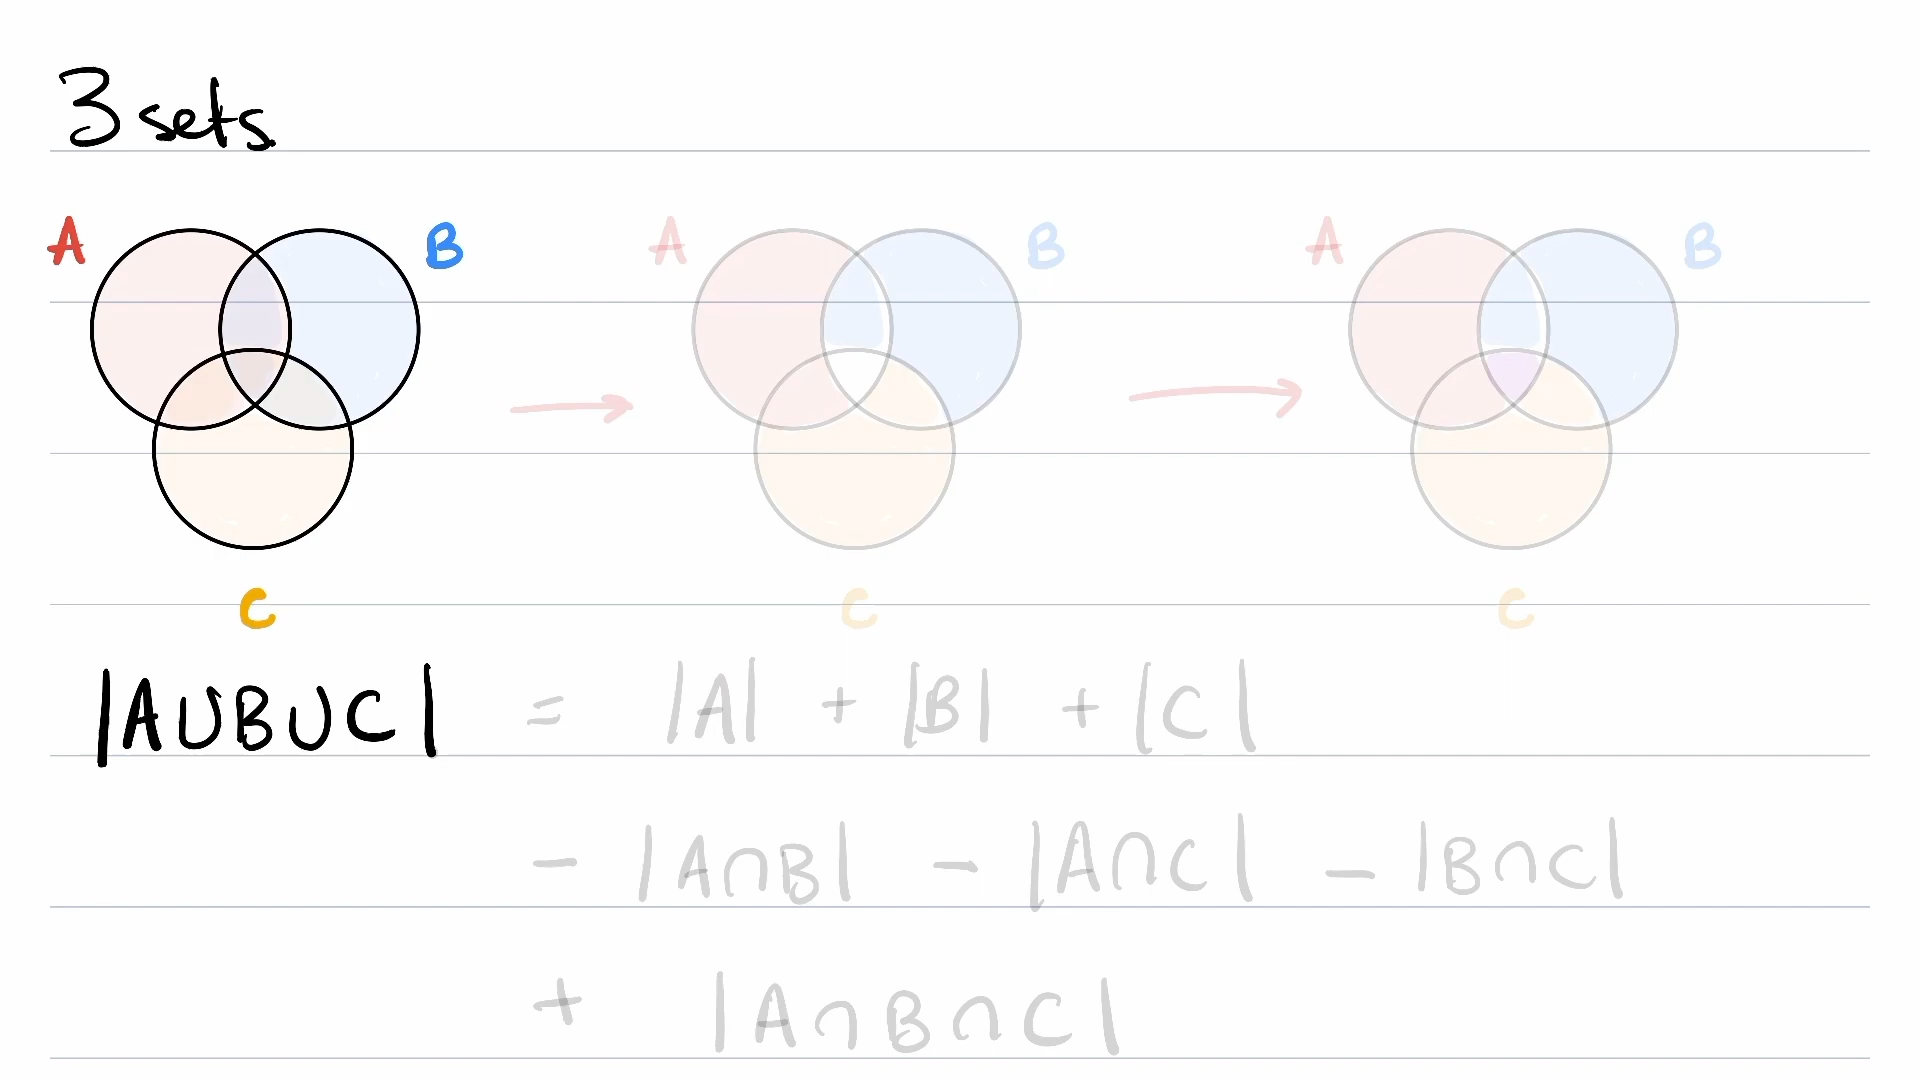 3 sets
A B A B A B
C C C
|A∪B∪C| = |A| + |B| + |C|
- |A∩B| - |A∩C| - |B∩C|
+ |A∩B∩C|